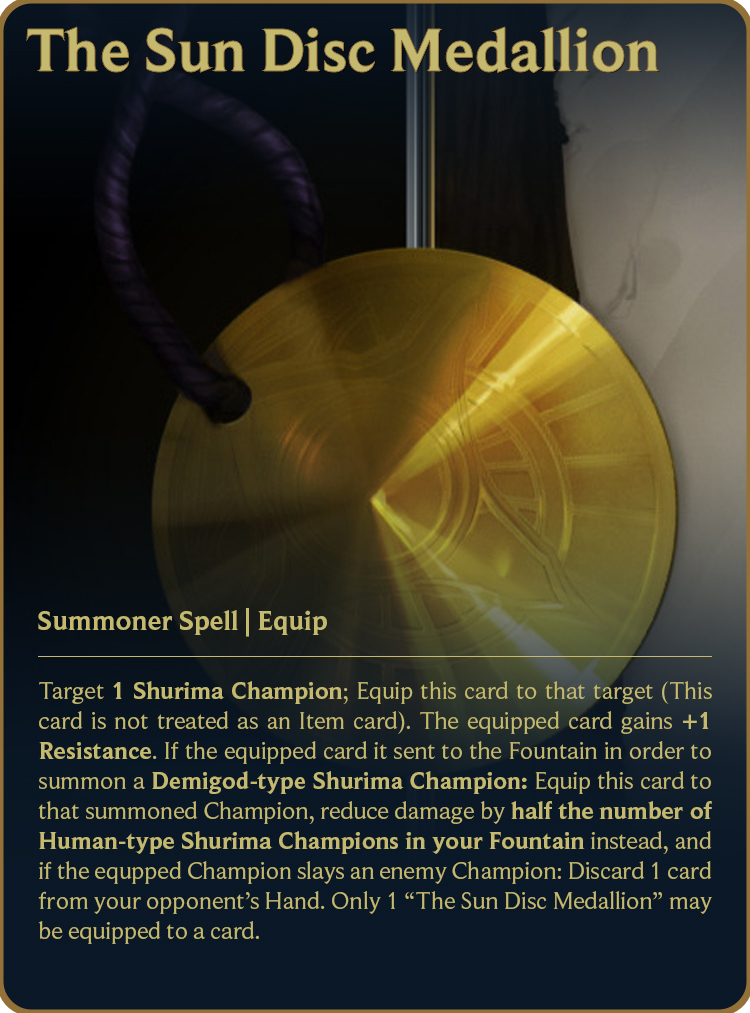 The Sun Disc Medallion
Summoner Spell | Equip
Target 1 Shurima Champion; Equip this card to that target (This
card is not treated as an Item card). The equipped card gains +1
Resistance. If the equipped card it sent to the Fountain in order to
summon a Demigod-type Shurima Champion: Equip this card to
that summoned Champion, reduce damage by half the number of
Human-type Shurima Champions in your Fountain instead, and
if the equpped Champion slays an enemy Champion: Discard 1 card
from your opponent’s Hand. Only 1 “The Sun Disc Medallion” may
be equipped to a card.